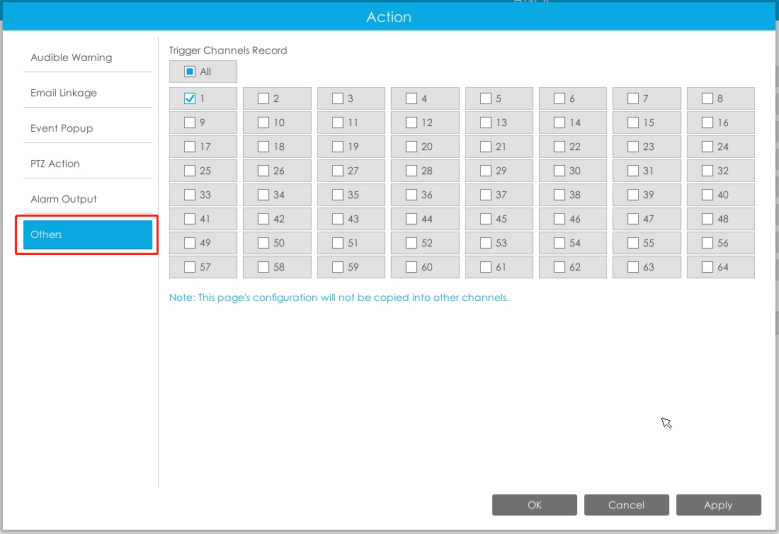 Action
Audible Warning
Email Linkage
Event Popup
PTZ Action
Alarm Output
Others
Trigger Channels Record
All
1 2 3 4 5 6 7 8
9 10 11 12 13 14 15 16
17 18 19 20 21 22 23 24
25 26 27 28 29 30 31 32
33 34 35 36 37 38 39 40
41 42 43 44 45 46 47 48
49 50 51 52 53 54 55 56
57 58 59 60 61 62 63 64
Note: This page's configuration will not be copied into other channels.
OK Cancel Apply